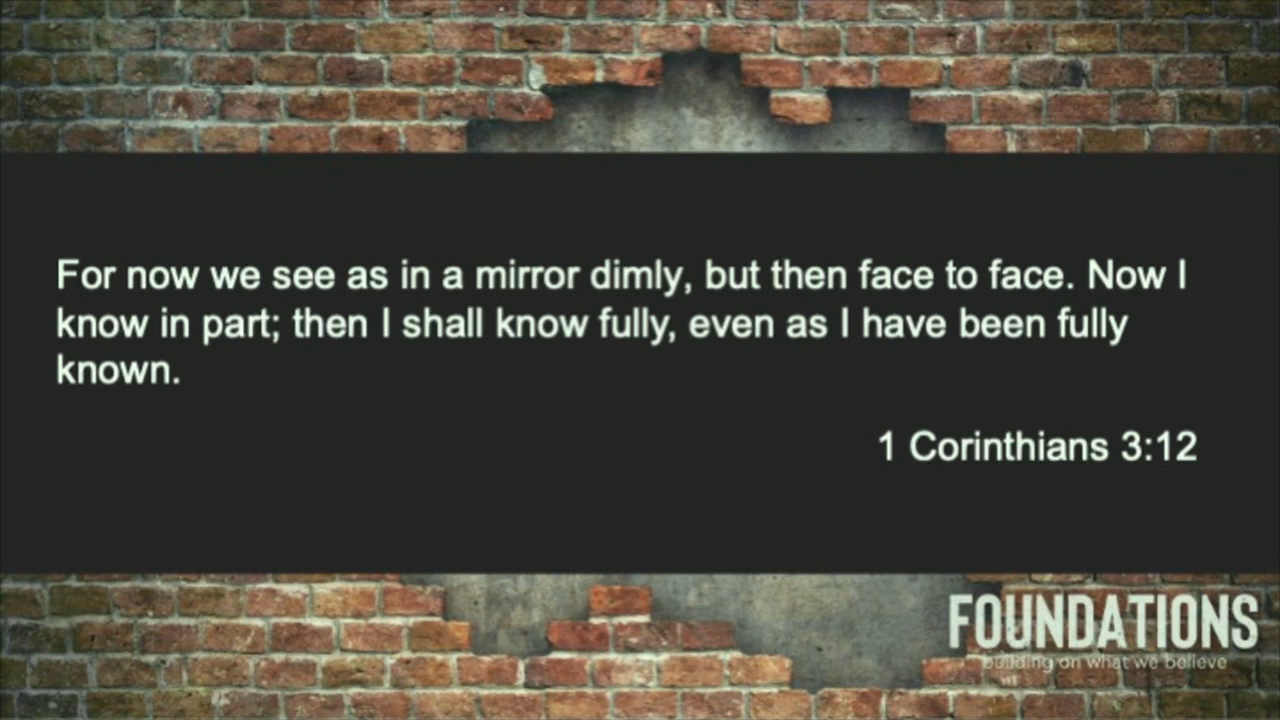 For now we see as in a mirror dimly, but then face to face. Now I
know in part; then I shall know fully, even as I have been fully
known.
1 Corinthians 3:12
FOUNDATIONS
building on what we believe